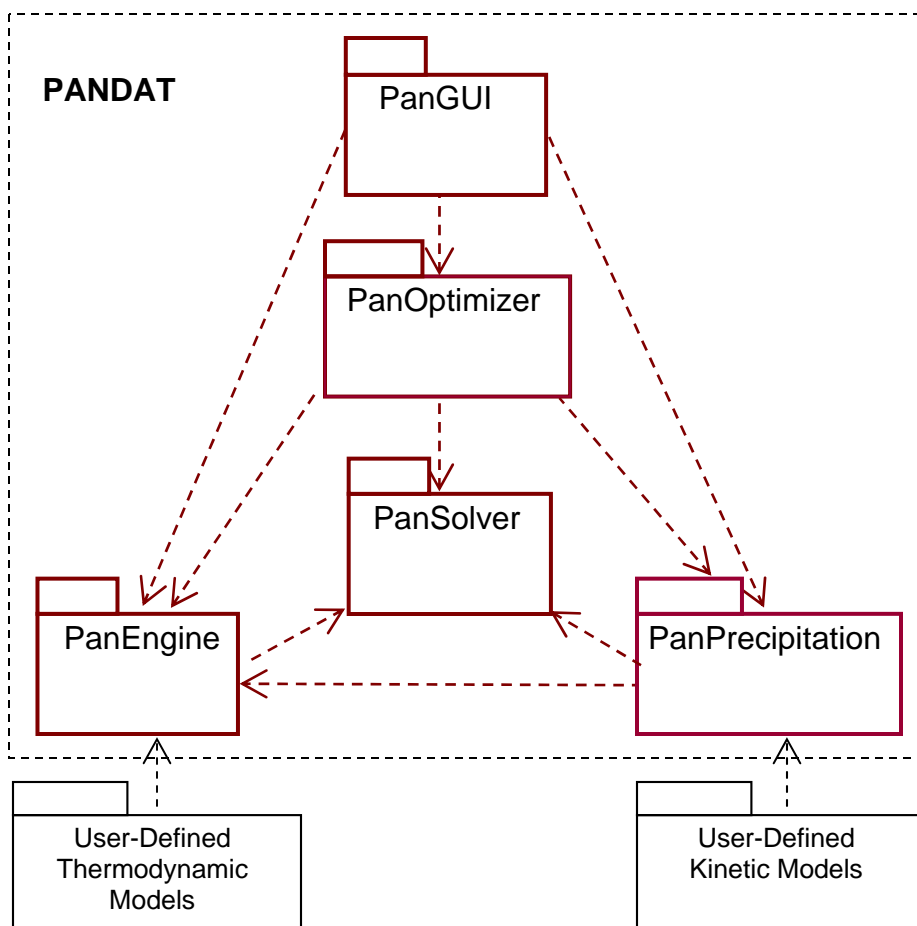 PANDAT
PanGUI
PanOptimizer
PanSolver
PanEngine
PanPrecipitation
User-Defined
Thermodynamic
Models
User-Defined
Kinetic Models